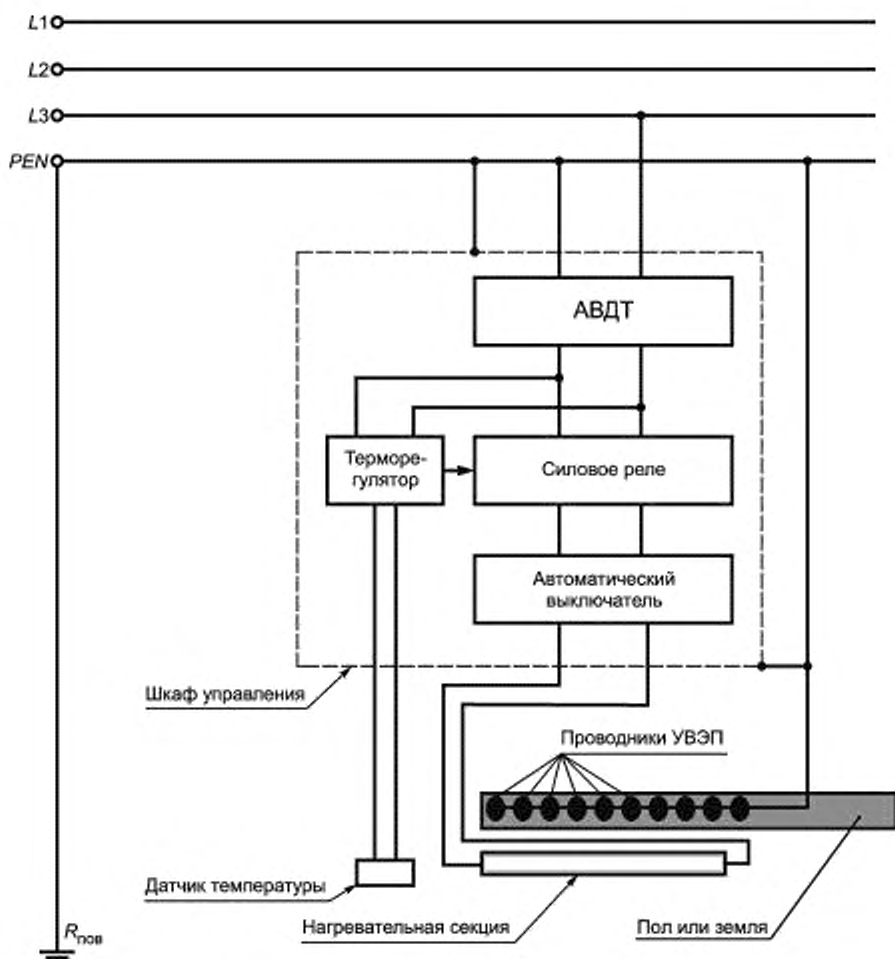 L1
L2
L3
PEN
АВДТ
Терморе-
гулятор
Силовое реле
Автоматический
выключатель
Шкаф управления
Проводники УВЭП
Датчик температуры
Нагревательная секция
Пол или земля
Rпов